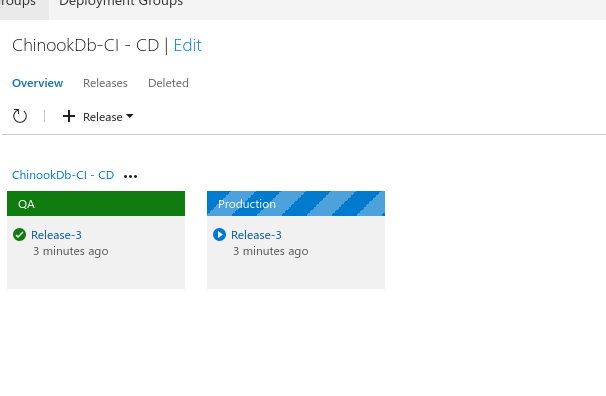 roups Deployment Groups
ChinookDb-CI - CD | Edit
Overview Releases Deleted
Release
ChinookDb-CI - CD
QA Production
Release-3 Release-3
3 minutes ago 3 minutes ago